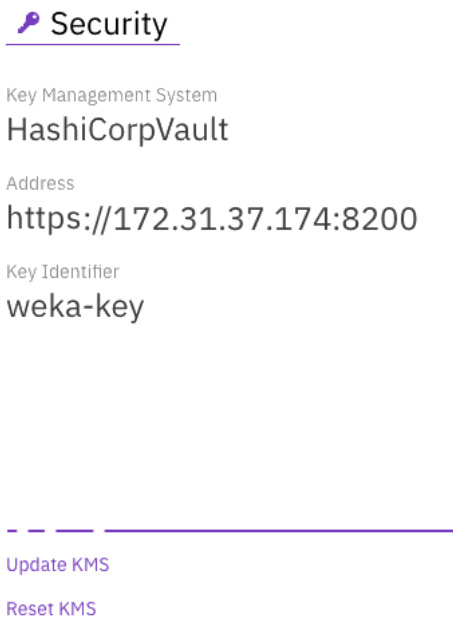 Security
Key Management System
HashiCorpVault
Address
https://172.31.37.174:8200
Key Identifier
weka-key
Update KMS
Reset KMS